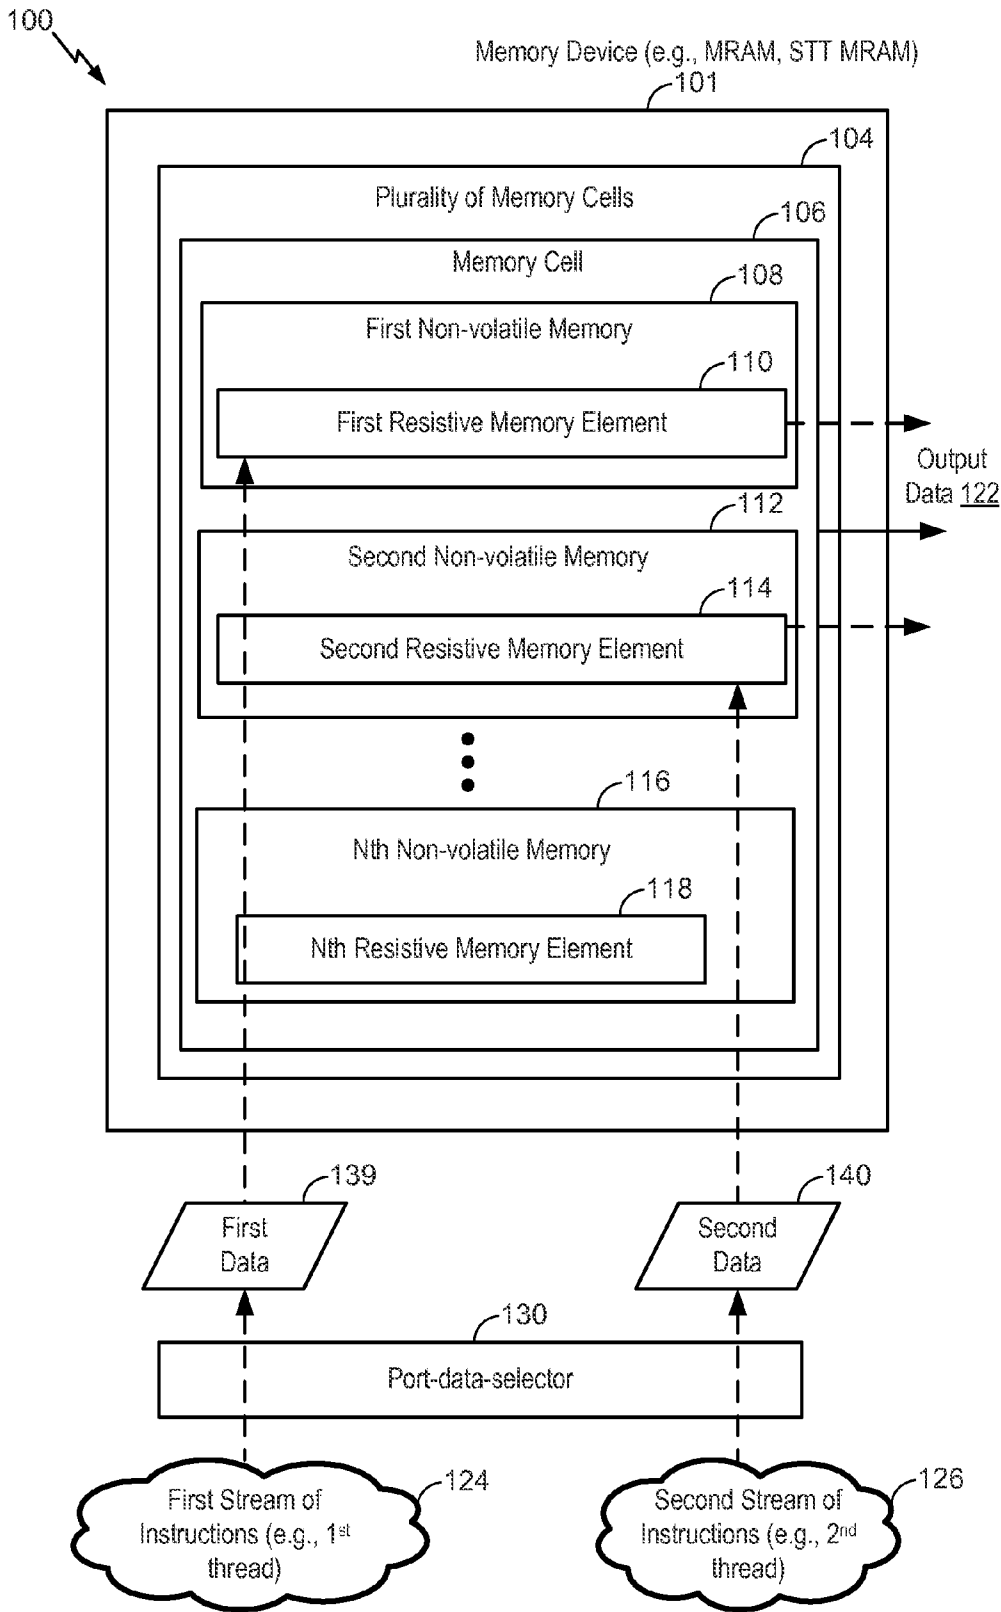 100
Memory Device (e.g., MRAM, STT MRAM)
101
104
Plurality of Memory Cells
106
Memory Cell
108
First Non-volatile Memory
110
First Resistive Memory Element
Output
Data 122
112
Second Non-volatile Memory
114
Second Resistive Memory Element
116
Nth Non-volatile Memory
118
Nth Resistive Memory Element
139
First
Data
140
Second
Data
130
Port-data-selector
124
First Stream of
Instructions (e.g., 1st
thread)
126
Second Stream of
Instructions (e.g., 2nd
thread)